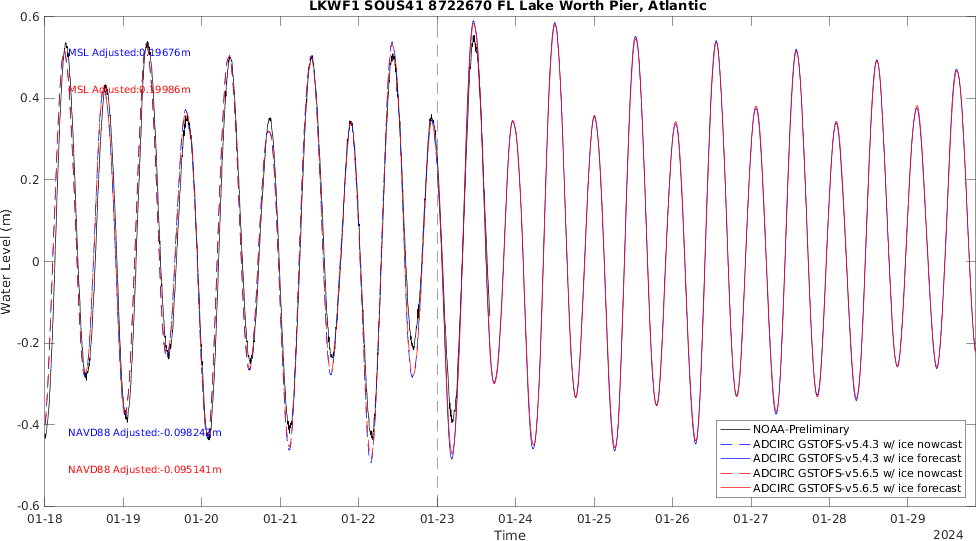 LKWF1 SOUS41 8722670 FL Lake Worth Pier, Atlantic
MSL Adjusted:0.19676m
MSL Adjusted:0.19986m
NAVD88 Adjusted:-0.09824 m
NAVD88 Adjusted:-0.095141m
Water Level (m)
0.6
0.4
0.2
0
-0.2
-0.4
-0.6
01-18 01-19 01-20 01-21 01-22 01-23 01-24 01-25 01-26 01-27 01-28 01-29
Time
2024
NOAA-Preliminary
ADCIRC GSTOFS-v5.4.3 w/ ice nowcast
ADCIRC GSTOFS-v5.4.3 w/ ice forecast
ADCIRC GSTOFS-v5.6.5 w/ ice nowcast
ADCIRC GSTOFS-v5.6.5 w/ ice forecast